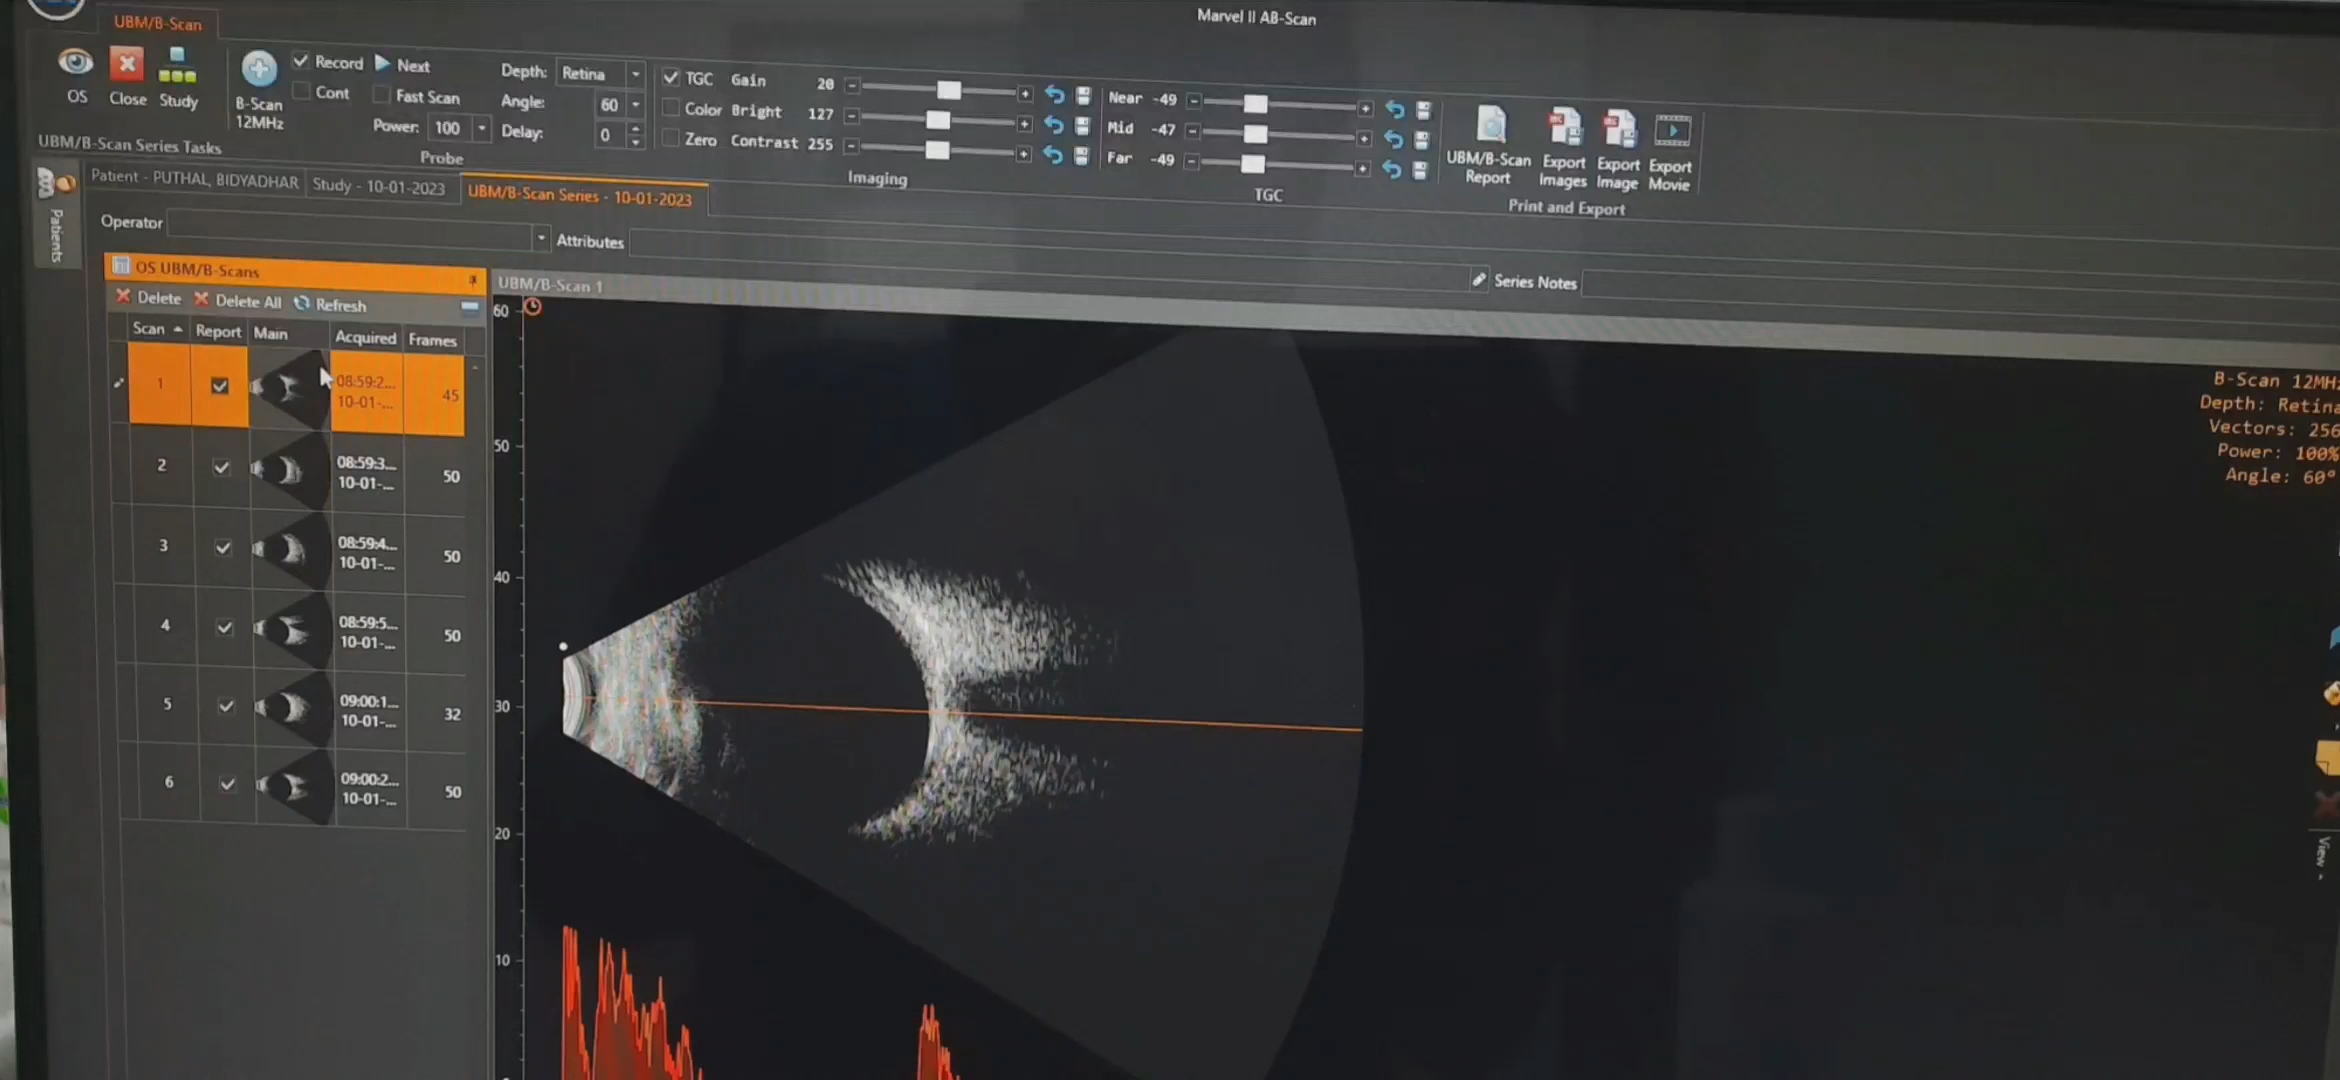 Marvel II AB-Scan
UBM/B-Scan
OS
Close
Study
UBM/B-Scan Series Tasks
B-Scan
12MHz
Record
Next
Cont
Fast Scan
Power: 100
Probe
Depth: Retina
Angle: 60
Delay: 0
TGC Gain 20
Color Bright 127
Zero Contrast 255
Imaging
Near -49
Mid -47
Far -49
TGC
UBM/B-Scan
Report
Export
Images
Export
Image
Export
Movie
Print and Export
Patients
Patient - PUTHAL, BIDYADHAR
Study - 10-01-2023
UBM/B-Scan Series - 10-01-2023
Operator
Attributes
Series Notes
OS UBM/B-Scans
Delete
Delete All
Refresh
Scan Report Main Acquired Frames
1 08:59:2... 45
10-01-...
2 08:59:3... 50
10-01-...
3 08:59:4... 50
10-01-...
4 08:59:5... 50
10-01-...
5 09:00:1... 32
10-01-...
6 09:00:2... 50
10-01-...
UBM/B-Scan 1
60
50
40
30
20
10
B-Scan 12MHz
Depth: Retina
Vectors: 256
Power: 100%
Angle: 60°
View